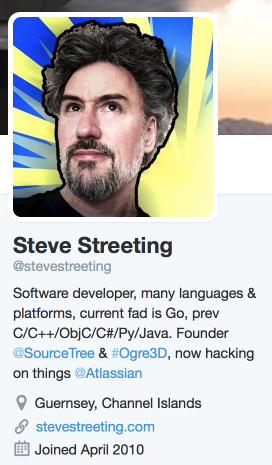 Steve Streeting
@stevestreeting
Software developer, many languages &
platforms, current fad is Go, prev
C/C++/ObjC/C#/Py/Java. Founder
@SourceTree & #Ogre3D, now hacking
on things @Atlassian
Guernsey, Channel Islands
stevestreeting.com
Joined April 2010